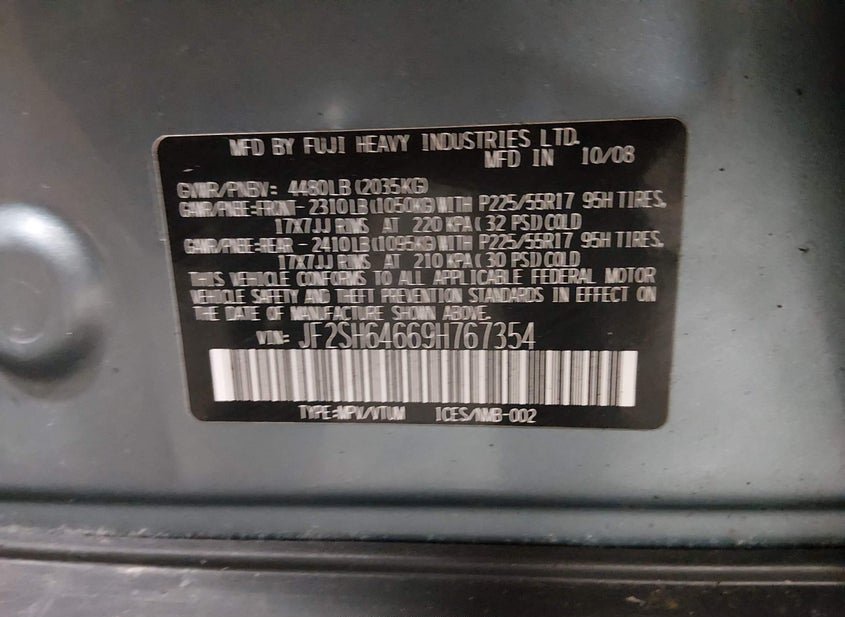 MFD BY FUJI HEAVY INDUSTRIES LTD.
MFD IN 10/08
GVWR/PNBV: 4480LB (2035KG)
GAWR/PNBE-FRONT- 2310LB (1050KG) WITH P225/55R17 95H TIRES,
17X7JJ RIMS AT 220 KPA ( 32 PSI) COLD
GAWR/PNBE-REAR - 2410LB (1095KG) WITH P225/55R17 95H TIRES,
17X7JJ RIMS AT 210 KPA ( 30 PSI) COLD
THIS VEHICLE CONFORMS TO ALL APPLICABLE FEDERAL MOTOR
VEHICLE SAFETY AND THEFT PREVENTION STANDARDS IN EFFECT ON
THE DATE OF MANUFACTURE SHOWN ABOVE.
VIN: JF2SH64669H767354
TYPE:MPV/VTUM ICES/NMB-002